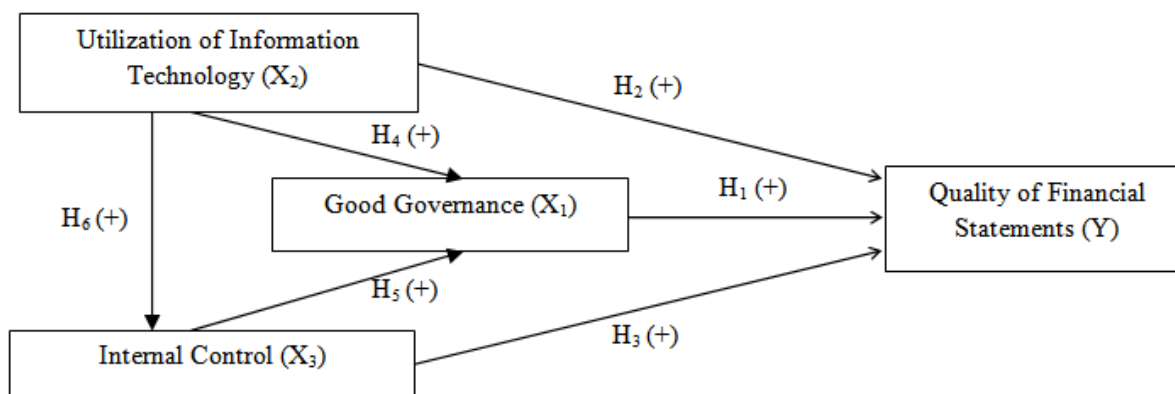 Utilization of Information
Technology (X₂)
H₂ (+)
H₄ (+)
Good Governance (X₁)
H₁ (+)
Quality of Financial
Statements (Y)
H₆ (+)
H₅ (+)
H₃ (+)
Internal Control (X₃)